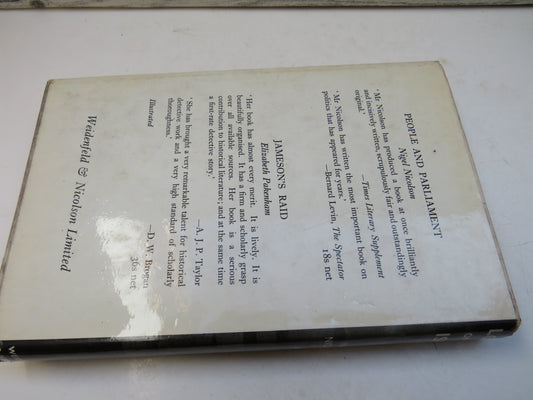 PEOPLE AND PARLIAMENT
Nigel Nicolson
'Mr Nicolson has produced a book at once brilliantly
and incisively written, scrupulously fair and outstandingly
original.'
—Times Literary Supplement
'Mr Nicolson has written the most important book on
politics that has appeared for years.'
—Bernard Levin, The Spectator
18s net
JAMESON'S RAID
Elizabeth Pakenham
'Her book has almost every merit. It is lively. It is
beautifully organised. It has a firm and scholarly grasp
over all available sources. Her book is a serious
contribution to historical literature; and at the same time
a first-rate detective story.'
—A. J. P. Taylor
'She has brought a very remarkable talent for historical
detective work and a very high standard of scholarly
thoroughness.'
—D. W. Brogan
Illustrated
36s net
Weidenfeld & Nicolson Limited